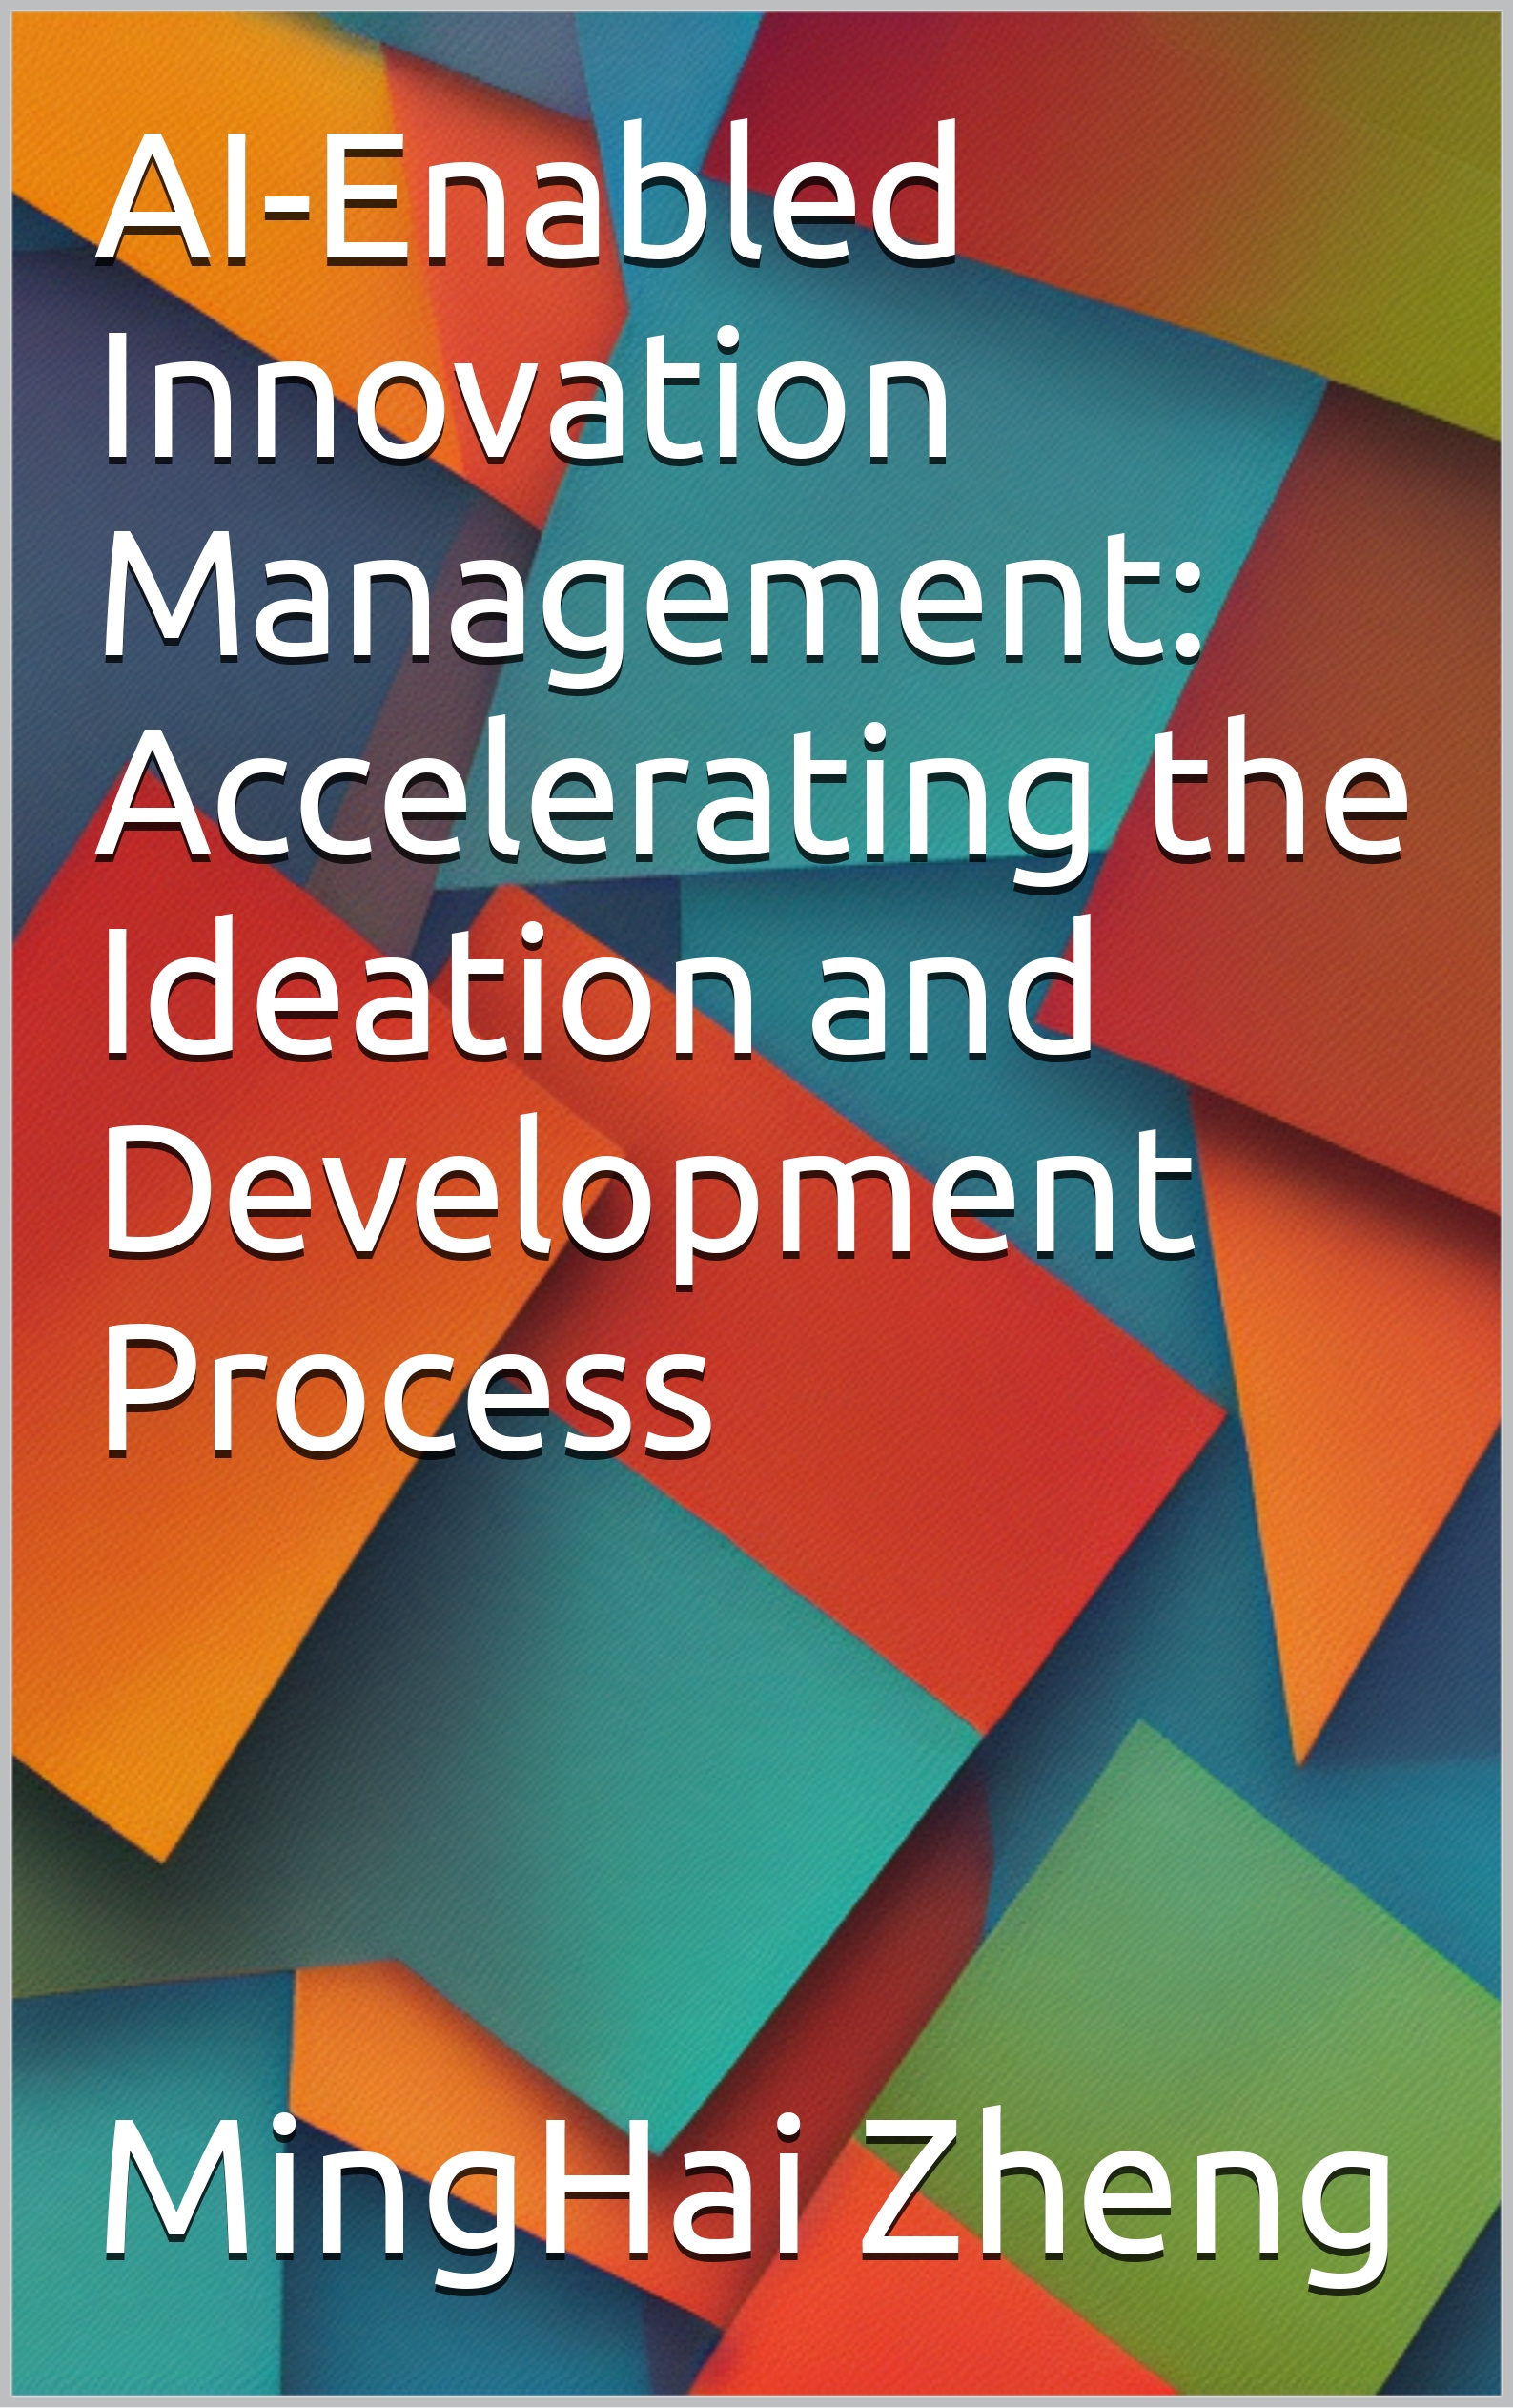 AI-Enabled
Innovation
Management:
Accelerating the
Ideation and
Development
Process
MingHai Zheng